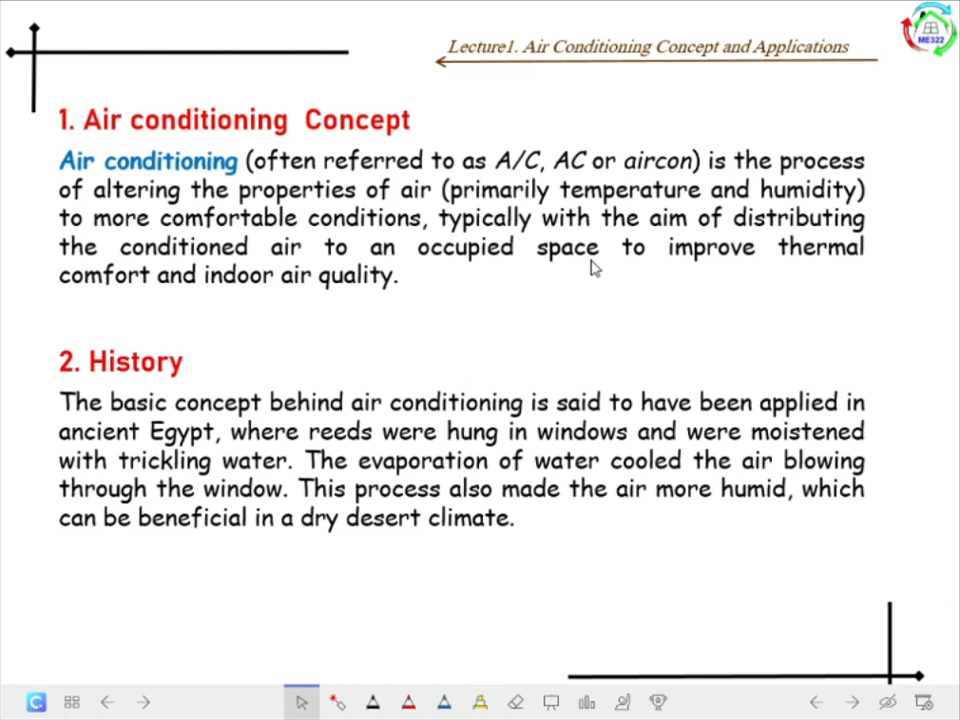 Lecture1. Air Conditioning Concept and Applications
ME322
1. Air conditioning Concept
Air conditioning (often referred to as A/C, AC or aircon) is the process
of altering the properties of air (primarily temperature and humidity)
to more comfortable conditions, typically with the aim of distributing
the conditioned air to an occupied space to improve thermal
comfort and indoor air quality.
2. History
The basic concept behind air conditioning is said to have been applied in
ancient Egypt, where reeds were hung in windows and were moistened
with trickling water. The evaporation of water cooled the air blowing
through the window. This process also made the air more humid, which
can be beneficial in a dry desert climate.